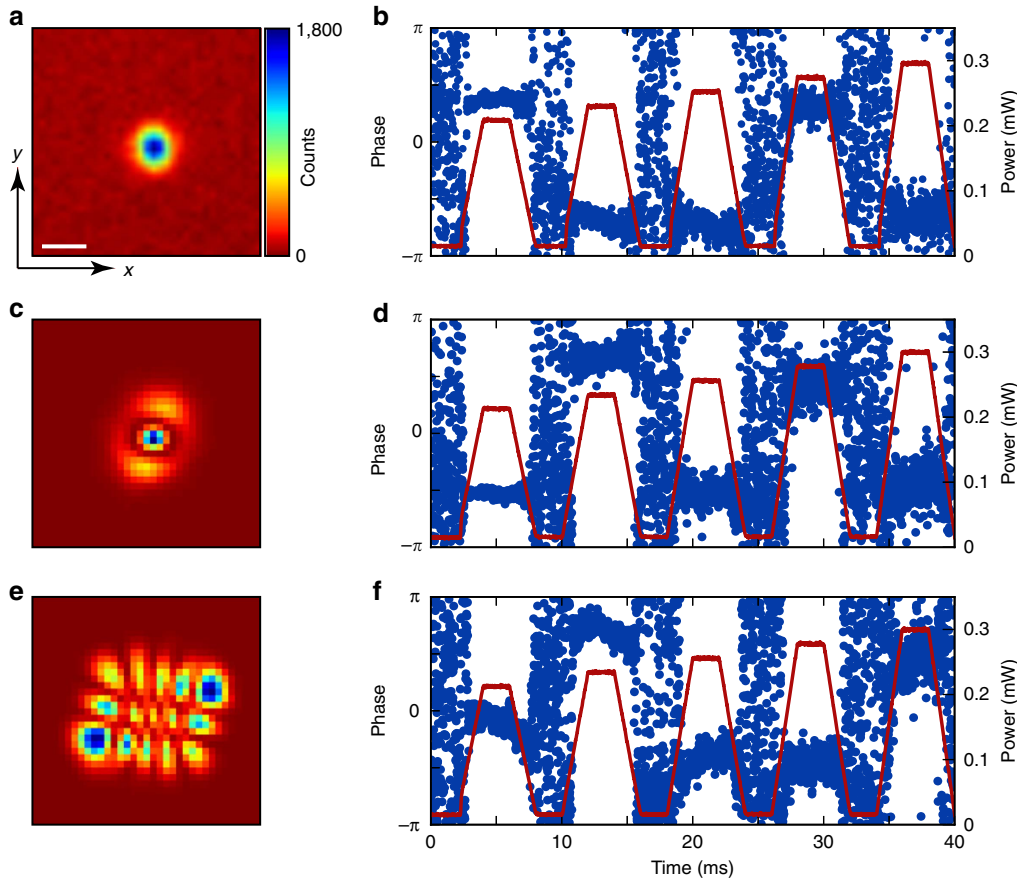 a
1,800
Counts
0
y
x
b
π
0
−π
Phase
0.3
0.2
0.1
0
Power (mW)
c
d
π
0
−π
Phase
0.3
0.2
0.1
0
Power (mW)
e
f
π
0
−π
Phase
0.3
0.2
0.1
0
Power (mW)
0 10 20 30 40
Time (ms)